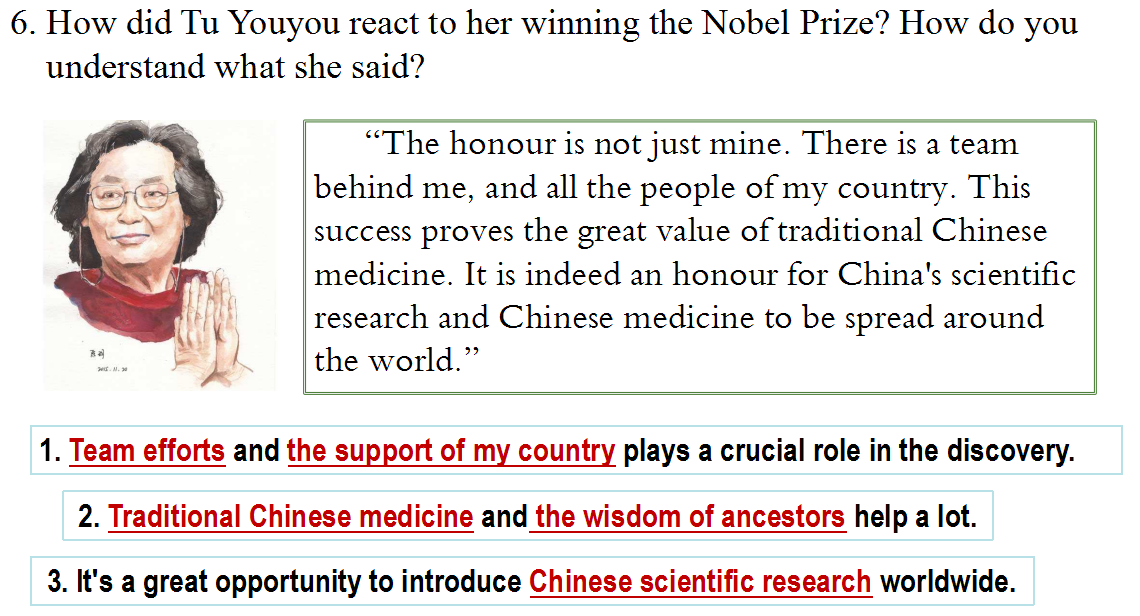 6. How did Tu Youyou react to her winning the Nobel Prize? How do you
understand what she said?
“The honour is not just mine. There is a team
behind me, and all the people of my country. This
success proves the great value of traditional Chinese
medicine. It is indeed an honour for China's scientific
research and Chinese medicine to be spread around
the world.”
1. Team efforts and the support of my country plays a crucial role in the discovery.
2. Traditional Chinese medicine and the wisdom of ancestors help a lot.
3. It's a great opportunity to introduce Chinese scientific research worldwide.